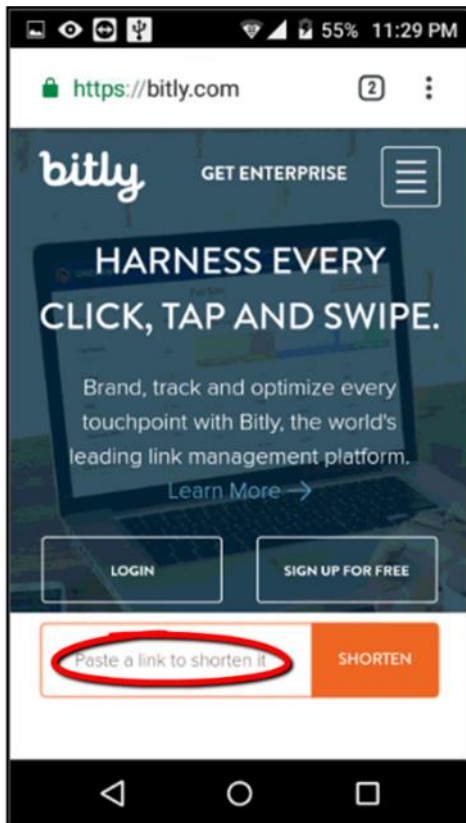 55% 11:29 PM
https://bitly.com 2
bitly GET ENTERPRISE
HARNESS EVERY
CLICK, TAP AND SWIPE.
Brand, track and optimize every
touchpoint with Bitly, the world's
leading link management platform.
Learn More →
LOGIN SIGN UP FOR FREE
Paste a link to shorten it SHORTEN